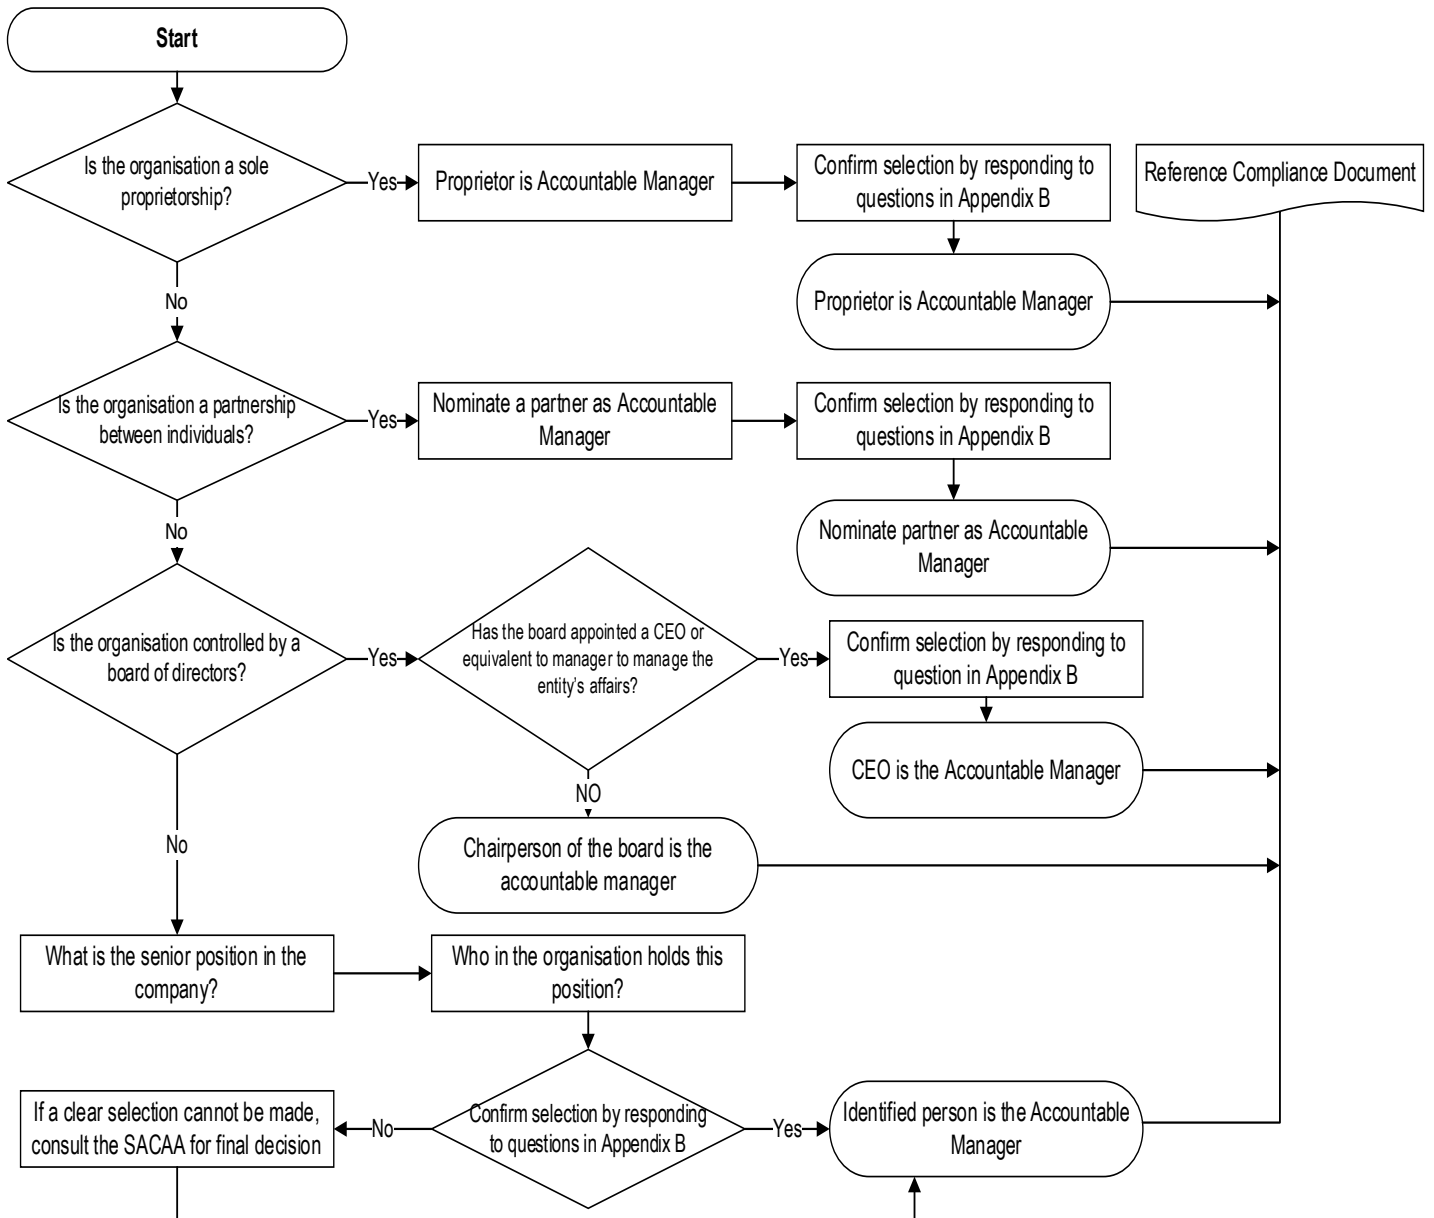 Start
Is the organisation a sole
proprietorship?
Yes
Proprietor is Accountable Manager
Confirm selection by responding to
questions in Appendix B
Reference Compliance Document
Proprietor is Accountable Manager
No
Is the organisation a partnership
between individuals?
Yes
Nominate a partner as Accountable
Manager
Confirm selection by responding to
questions in Appendix B
Nominate partner as Accountable
Manager
No
Is the organisation controlled by a
board of directors?
Yes
Has the board appointed a CEO or
equivalent to manager to manage the
entity's affairs?
Yes
Confirm selection by responding to
question in Appendix B
CEO is the Accountable Manager
NO
Chairperson of the board is the
accountable manager
No
What is the senior position in the
company?
Who in the organisation holds this
position?
Confirm selection by responding
to questions in Appendix B
No
If a clear selection cannot be made,
consult the SACAA for final decision
Yes
Identified person is the Accountable
Manager